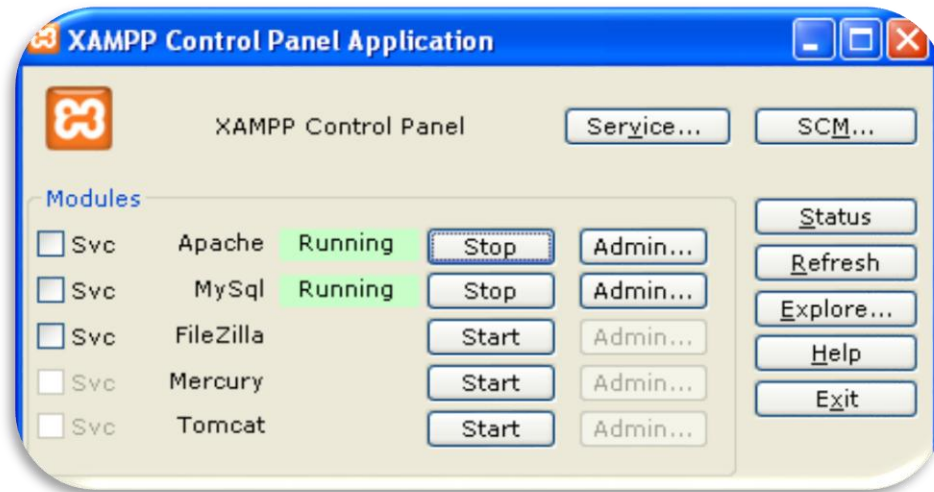 XAMPP Control Panel Application
XAMPP Control Panel Service... SCM...
Modules
Svc Apache Running Stop Admin...
Svc MySql Running Stop Admin...
Svc FileZilla Start Admin...
Svc Mercury Start Admin...
Svc Tomcat Start Admin...
Status
Refresh
Explore...
Help
Exit